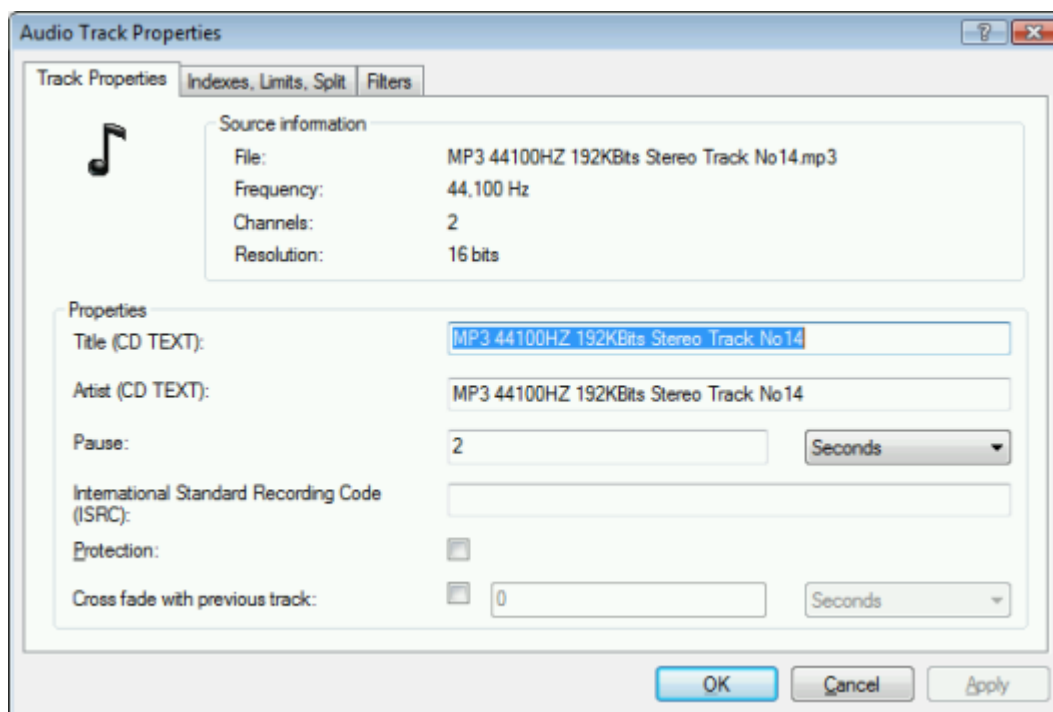 Audio Track Properties
Track Properties Indexes, Limits, Split Filters
Source information
File: MP3 44100HZ 192KBits Stereo Track No14.mp3
Frequency: 44,100 Hz
Channels: 2
Resolution: 16 bits
Properties
Title (CD TEXT): MP3 44100HZ 192KBits Stereo Track No14
Artist (CD TEXT): MP3 44100HZ 192KBits Stereo Track No14
Pause: 2 Seconds
International Standard Recording Code
(ISRC):
Protection:
Cross fade with previous track: 0 Seconds
OK Cancel Apply